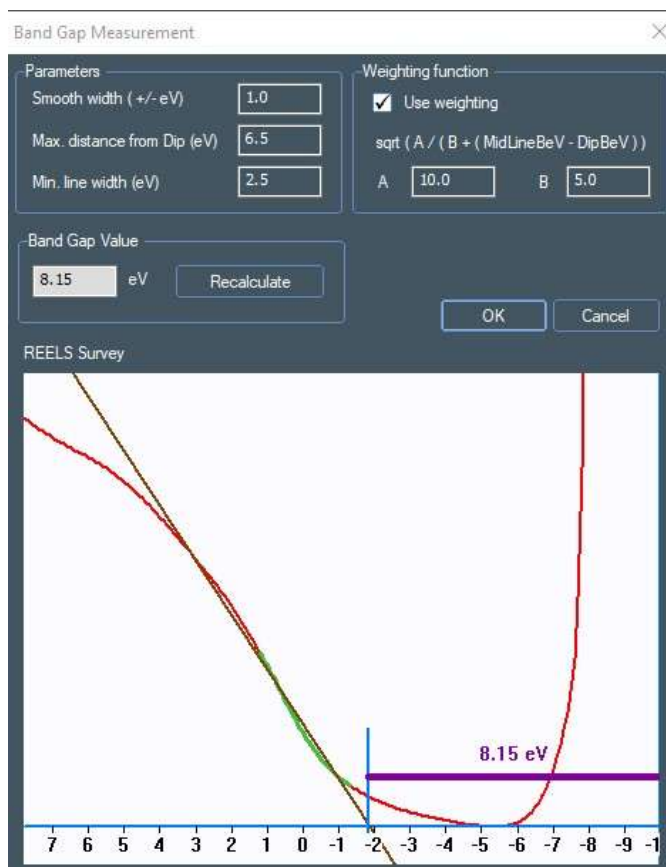 Band Gap Measurement
Parameters
Smooth width ( +/- eV)
1.0
Max. distance from Dip (eV)
6.5
Min. line width (eV)
2.5
Weighting function
Use weighting
sqrt ( A / ( B + ( MidLineBeV - DipBeV ) )
A 10.0 B 5.0
Band Gap Value
8.15 eV Recalculate
OK Cancel
REELS Survey
8.15 eV
7 6 5 4 3 2 1 0 -1 -2 -3 -4 -5 -6 -7 -8 -9 -1